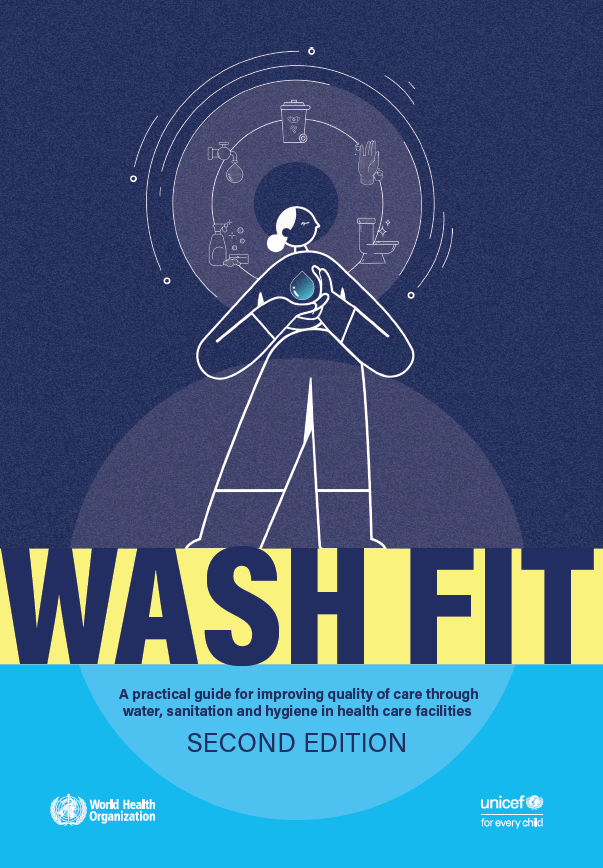 WASH FIT
A practical guide for improving quality of care through
water, sanitation and hygiene in health care facilities
SECOND EDITION
World Health
Organization
unicef
for every child